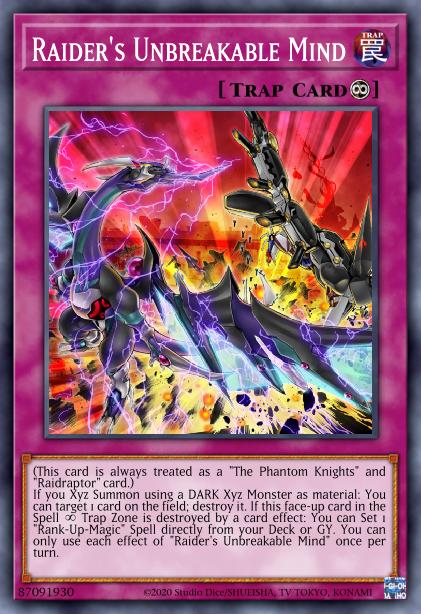 RAIDER'S UNBREAKABLE MIND
TRAP
罠
[TRAP CARD∞]
(This card is always treated as a "The Phantom Knights" and
"Raidraptor" card.)
If you Xyz Summon using a DARK Xyz Monster as material: You
can target 1 card on the field; destroy it. If this face-up card in the
Spell ∞ Trap Zone is destroyed by a card effect: You can Set 1
"Rank-Up-Magic" Spell directly from your Deck or GY. You can
only use each effect of "Raider's Unbreakable Mind" once per
turn.
87091930
©2020 Studio Dice/SHUEISHA, TV TOKYO, KONAMI